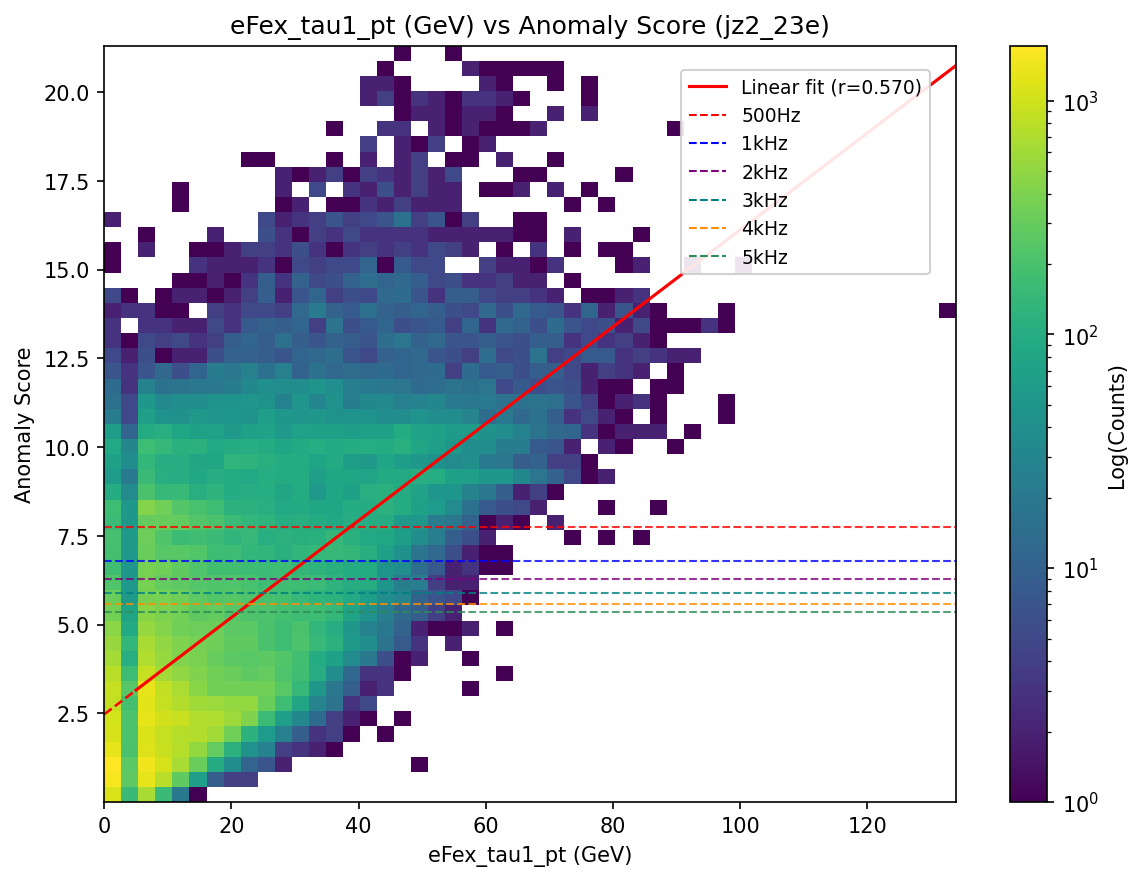 eFex_tau1_pt (GeV) vs Anomaly Score (jz2_23e)
Linear fit (r=0.570)
500Hz
1kHz
2kHz
3kHz
4kHz
5kHz
Anomaly Score
20.0
17.5
15.0
12.5
10.0
7.5
5.0
2.5
0
20
40
60
80
100
120
eFex_tau1_pt (GeV)
10³
10²
10¹
10⁰
Log(Counts)